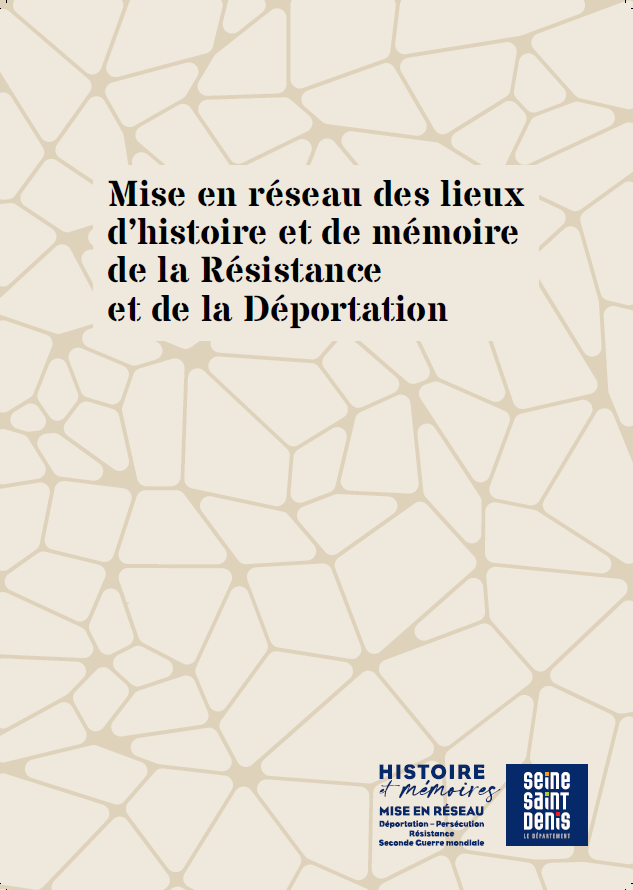 Mise en réseau des lieux
d'histoire et de mémoire
de la Résistance
et de la Déportation
HISTOIRE
et mémoires
MISE EN RÉSEAU
Déportation – Persécution
Résistance
Seconde Guerre mondiale
seine
saint
denis
LE DÉPARTEMENT